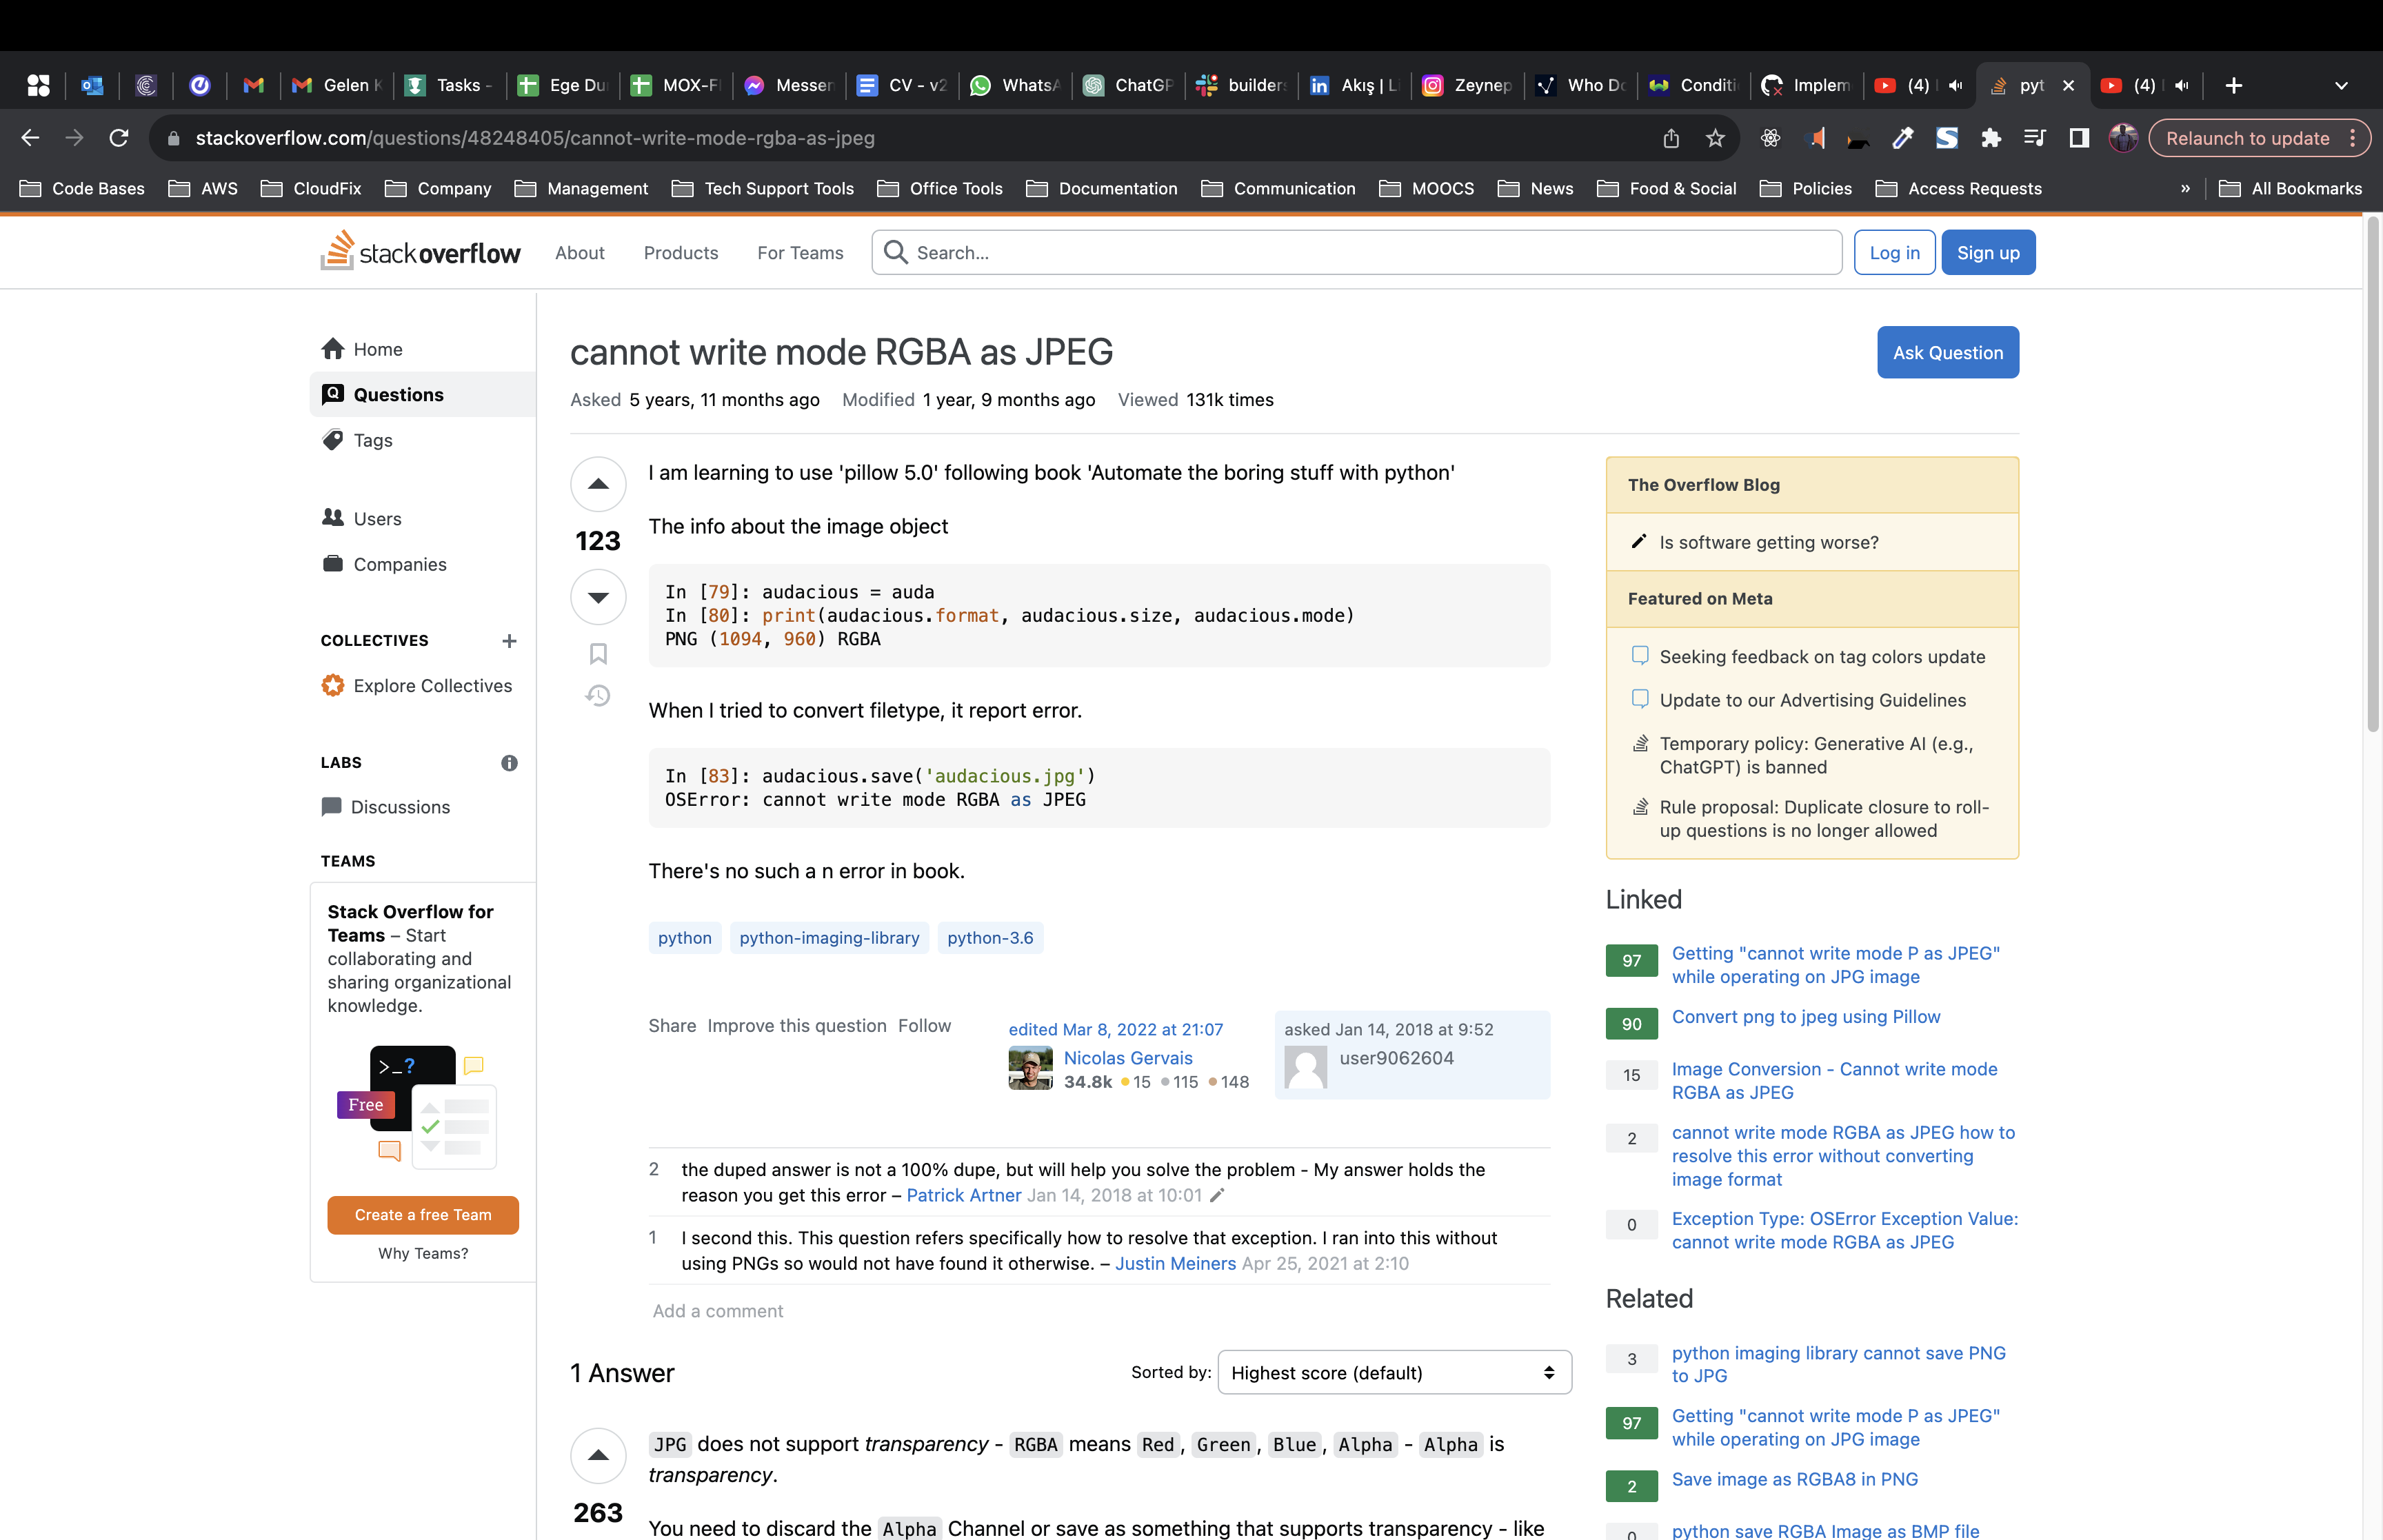 Gelen K
Tasks -
Ege Du
MOX-F
Messen
CV - v2
WhatsA
ChatGP
builders
Akış | Li
Zeynep
Who Do
Conditi
Implem
(4)
pyt
(4)
stackoverflow.com/questions/48248405/cannot-write-mode-rgba-as-jpeg
Relaunch to update
Code Bases
AWS
CloudFix
Company
Management
Tech Support Tools
Office Tools
Documentation
Communication
MOOCS
News
Food & Social
Policies
Access Requests
»
All Bookmarks
stackoverflow
About
Products
For Teams
Search...
Log in
Sign up
Home
Questions
Tags
Users
Companies
COLLECTIVES
Explore Collectives
LABS
Discussions
TEAMS
Stack Overflow for
Teams – Start
collaborating and
sharing organizational
knowledge.
>_?
Free
Create a free Team
Why Teams?
cannot write mode RGBA as JPEG
Ask Question
Asked 5 years, 11 months ago Modified 1 year, 9 months ago Viewed 131k times
123
I am learning to use 'pillow 5.0' following book 'Automate the boring stuff with python'
The info about the image object
In [79]: audacious = auda
In [80]: print(audacious.format, audacious.size, audacious.mode)
PNG (1094, 960) RGBA
When I tried to convert filetype, it report error.
In [83]: audacious.save('audacious.jpg')
OSError: cannot write mode RGBA as JPEG
There's no such a n error in book.
python
python-imaging-library
python-3.6
Share Improve this question Follow
edited Mar 8, 2022 at 21:07
Nicolas Gervais
34.8k 15 115 148
asked Jan 14, 2018 at 9:52
user9062604
2 the duped answer is not a 100% dupe, but will help you solve the problem - My answer holds the
reason you get this error – Patrick Artner Jan 14, 2018 at 10:01
1 I second this. This question refers specifically how to resolve that exception. I ran into this without
using PNGs so would not have found it otherwise. – Justin Meiners Apr 25, 2021 at 2:10
Add a comment
1 Answer
Sorted by:
Highest score (default)
263
JPG does not support transparency - RGBA means Red, Green, Blue, Alpha - Alpha is
transparency.
You need to discard the Alpha Channel or save as something that supports transparency - like
The Overflow Blog
Is software getting worse?
Featured on Meta
Seeking feedback on tag colors update
Update to our Advertising Guidelines
Temporary policy: Generative AI (e.g.,
ChatGPT) is banned
Rule proposal: Duplicate closure to roll-
up questions is no longer allowed
Linked
97 Getting "cannot write mode P as JPEG"
while operating on JPG image
90 Convert png to jpeg using Pillow
15 Image Conversion - Cannot write mode
RGBA as JPEG
2 cannot write mode RGBA as JPEG how to
resolve this error without converting
image format
0 Exception Type: OSError Exception Value:
cannot write mode RGBA as JPEG
Related
3 python imaging library cannot save PNG
to JPG
97 Getting "cannot write mode P as JPEG"
while operating on JPG image
2 Save image as RGBA8 in PNG
0 python save RGBA Image as BMP file